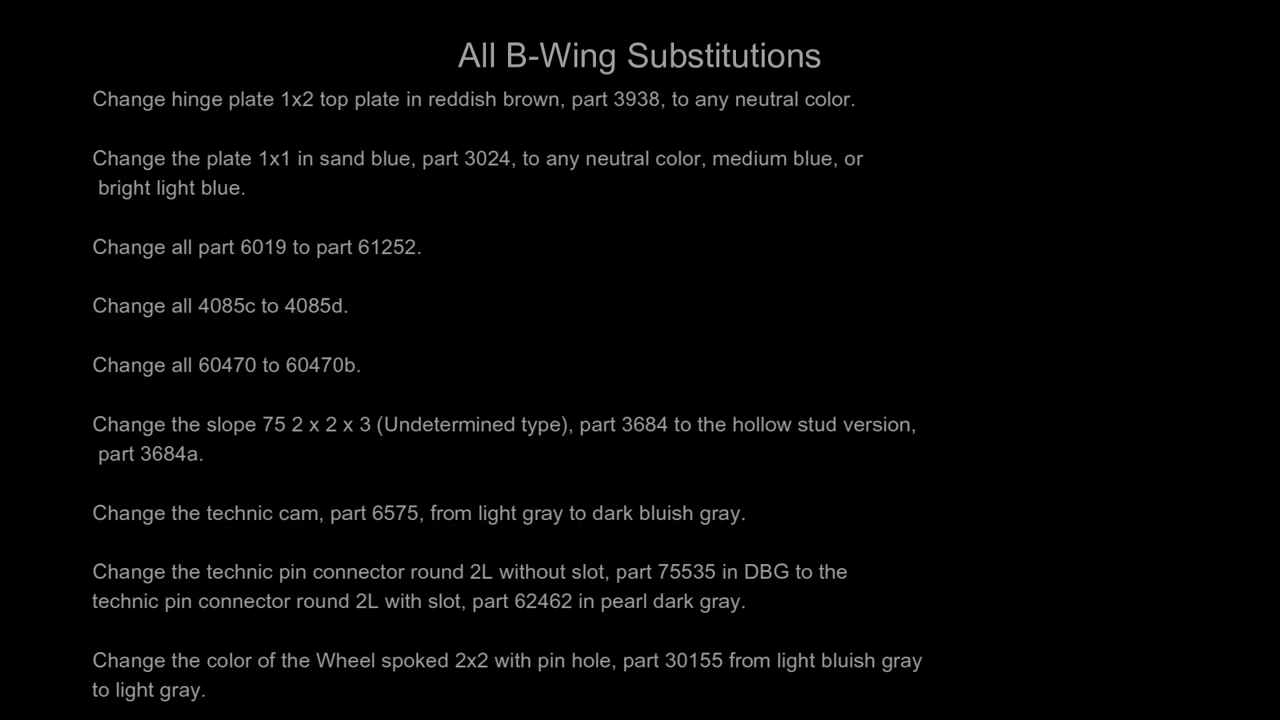 All B-Wing Substitutions
Change hinge plate 1x2 top plate in reddish brown, part 3938, to any neutral color.
Change the plate 1x1 in sand blue, part 3024, to any neutral color, medium blue, or
bright light blue.
Change all part 6019 to part 61252.
Change all 4085c to 4085d.
Change all 60470 to 60470b.
Change the slope 75 2 x 2 x 3 (Undetermined type), part 3684 to the hollow stud version,
part 3684a.
Change the technic cam, part 6575, from light gray to dark bluish gray.
Change the technic pin connector round 2L without slot, part 75535 in DBG to the
technic pin connector round 2L with slot, part 62462 in pearl dark gray.
Change the color of the Wheel spoked 2x2 with pin hole, part 30155 from light bluish gray
to light gray.